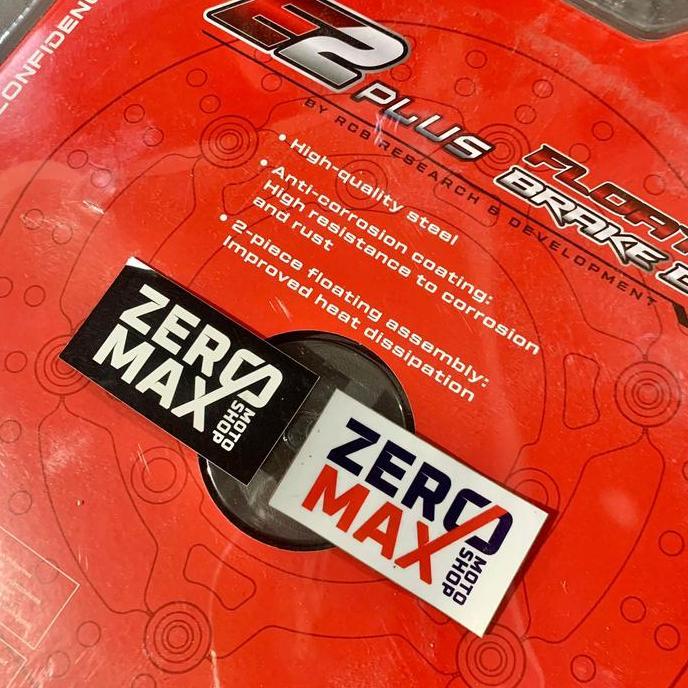 CONFIDENC
E2 PLUS FLOAT
BRAKE D
BY RCB RESEARCH & DEVELOPMENT
• High-quality steel
• Anti-corrosion coating:
High resistance to corrosion
and rust
• 2-piece floating assembly:
Improved heat dissipation
ZERO
MAX
MOTO
SHOP
ZERO
MAX
MOTO
SHOP